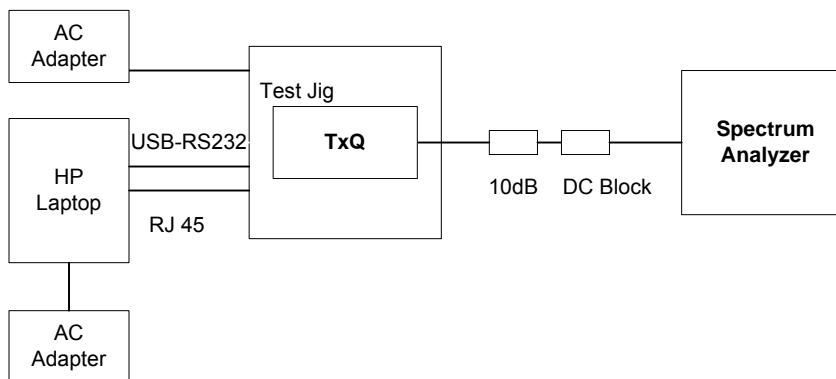 AC
Adapter
Test Jig
TxQ
USB-RS232
HP
Laptop
RJ 45
10dB
DC Block
Spectrum
Analyzer
AC
Adapter